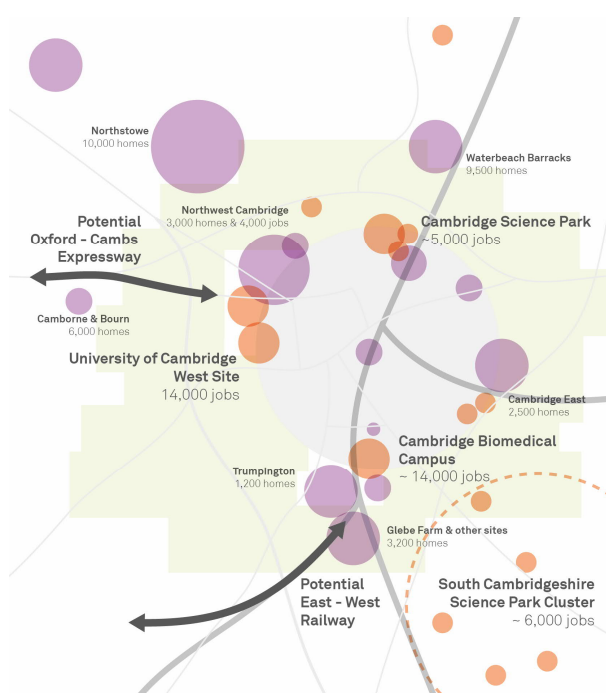 Northstowe
10,000 homes
Waterbeach Barracks
9,500 homes
Northwest Cambridge
3,000 homes & 4,000 jobs
Potential
Oxford - Cambs
Expressway
Cambridge Science Park
~5,000 jobs
Camborne & Bourn
6,000 homes
University of Cambridge
West Site
14,000 jobs
Cambridge East
2,500 homes
Cambridge Biomedical
Campus
~ 14,000 jobs
Trumpington
1,200 homes
Glebe Farm & other sites
3,200 homes
Potential
East - West
Railway
South Cambridgeshire
Science Park Cluster
~ 6,000 jobs